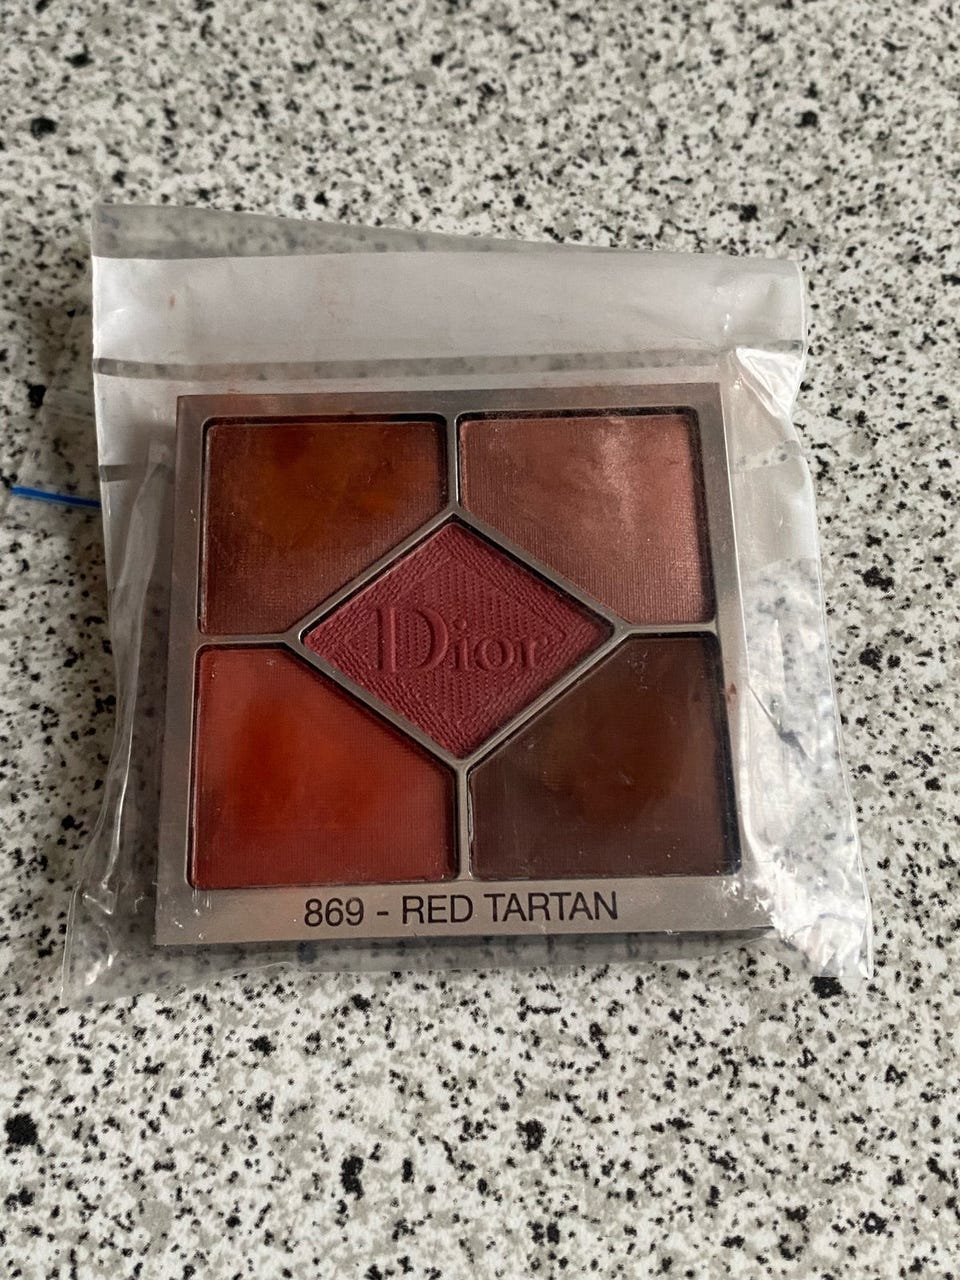 Dior
869 - RED TARTAN